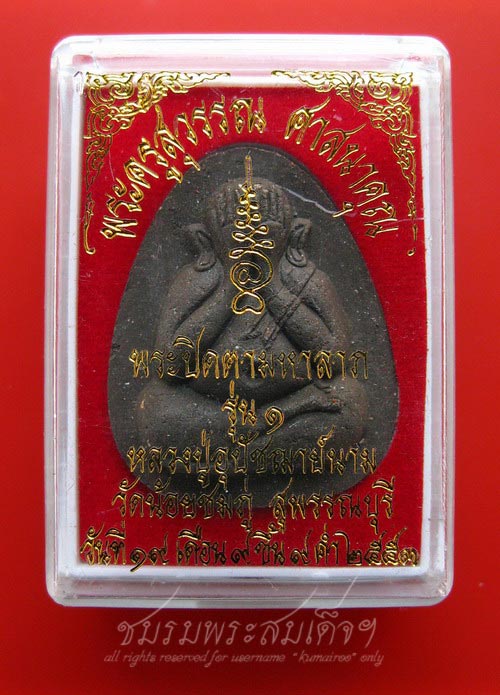 พระครูสุวรรณ ศาสนาคุณ
พระปิดตามหาลาภ
รุ่น ๑
หลวงปู่อุปัชฌาย์นาม
วัดน้อยชมภู่ สุพรรณบุรี
วันที่ ๑๙ เดือน ๙ ขึ้น ๙ ค่ำ ๒๕๕๓
ชมรมพระสมเด็จฯ
all rights reserved for username "kumairoo" only